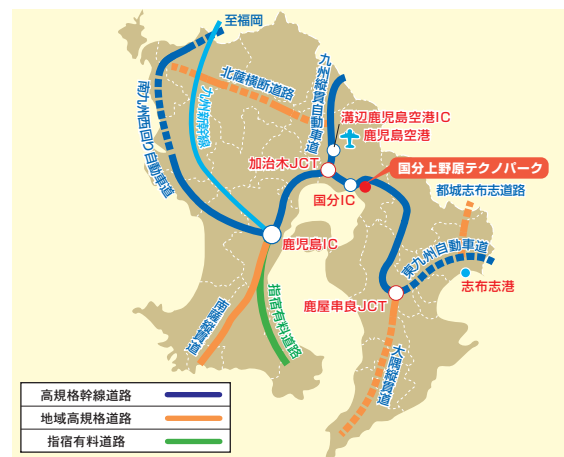 至福岡
北薩横断道路
九州縦貫自動車道
南九州西回り自動車道
九州新幹線
溝辺鹿児島空港IC
鹿児島空港
加治木JCT
国分上野原テクノパーク
国分IC
都城志布志道路
鹿児島IC
東九州自動車道
志布志港
鹿屋串良JCT
指宿有料道路
南薩縦貫道
大隅縦貫道
高規格幹線道路
地域高規格道路
指宿有料道路